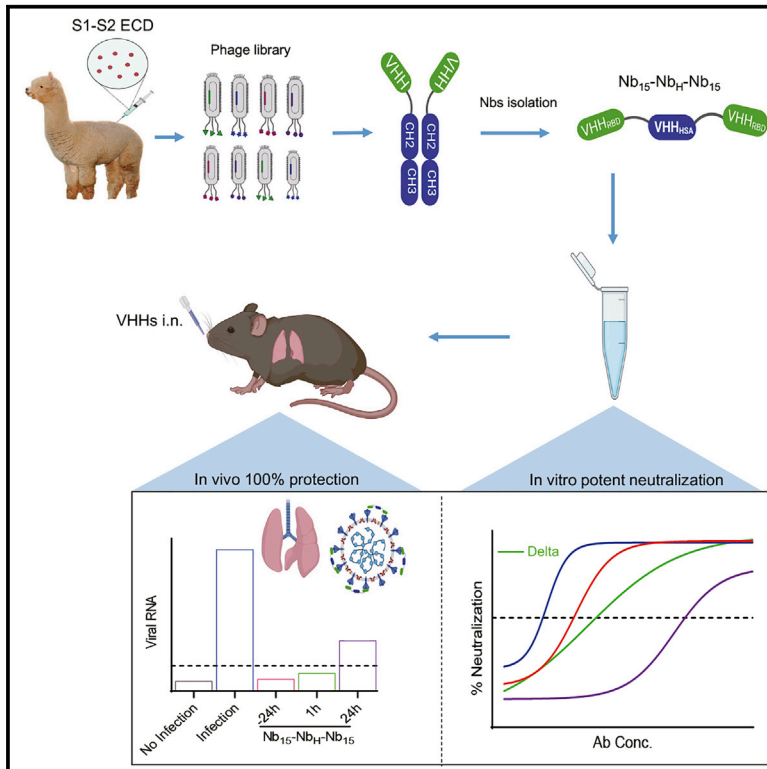 S1-S2 ECD
Phage library
VHH
VHH
CH2
CH2
CH3
CH3
Nbs isolation
Nb15-NbH-Nb15
VHHRBD
VHHHSA
VHHRBD
VHHs i.n.
In vivo 100% protection
Viral RNA
No Infection
Infection
-24h
1h
24h
Nb15-NbH-Nb15
In vitro potent neutralization
Delta
% Neutralization
Ab Conc.